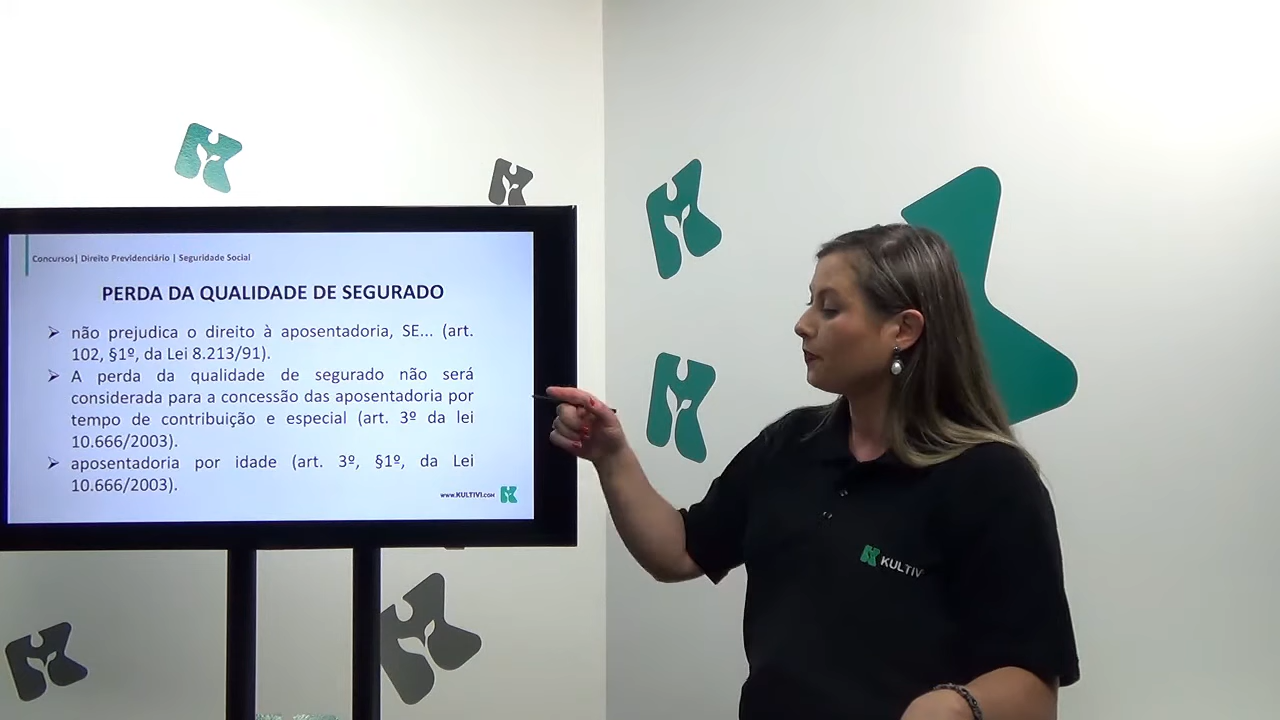 Concursos| Direito Previdenciário | Seguridade Social
PERDA DA QUALIDADE DE SEGURADO
não prejudica o direito à aposentadoria, SE... (art.
102, §1º, da Lei 8.213/91).
A perda da qualidade de segurado não será
considerada para a concessão das aposentadoria por
tempo de contribuição e especial (art. 3º da lei
10.666/2003).
aposentadoria por idade (art. 3º, §1º, da Lei
10.666/2003).
www.KULTIVI.COM
KULTIVI